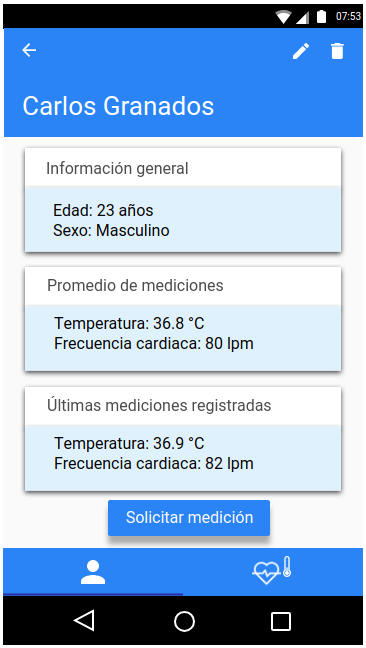 07:53
Carlos Granados
Información general
Edad: 23 años
Sexo: Masculino
Promedio de mediciones
Temperatura: 36.8 °C
Frecuencia cardiaca: 80 lpm
Últimas mediciones registradas
Temperatura: 36.9 °C
Frecuencia cardiaca: 82 lpm
Solicitar medición